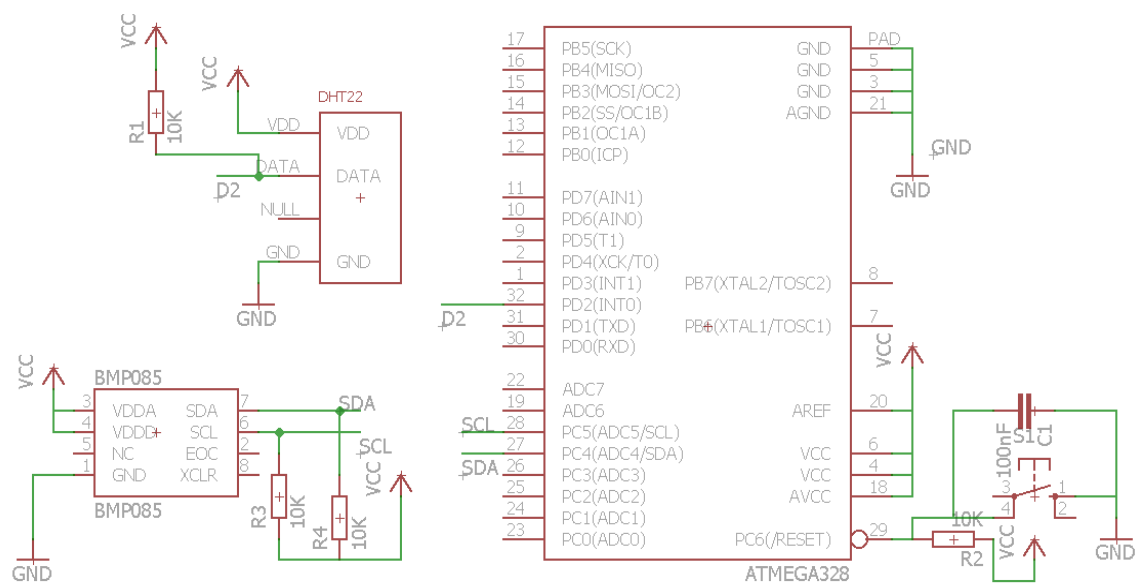 VCC
R1
10K
VCC
DHT22
VDD
VDD
DATA
DATA
D2
NULL
GND
GND
GND
VCC
BMP085
3
VDDA
SDA
7
SDA
4
VDDD
SCL
6
SCL
5
NC
EOC
2
1
GND
XCLR
8
BMP085
GND
R3
10K
R4
10K
VCC
17
PB5(SCK)
16
PB4(MISO)
15
PB3(MOSI/OC2)
14
PB2(SS/OC1B)
13
PB1(OC1A)
12
PB0(ICP)
11
PD7(AIN1)
10
PD6(AIN0)
9
PD5(T1)
2
PD4(XCK/T0)
1
PD3(INT1)
32
PD2(INT0)
D2
31
PD1(TXD)
30
PD0(RXD)
22
ADC7
19
ADC6
SCL
28
PC5(ADC5/SCL)
SDA
27
PC4(ADC4/SDA)
26
PC3(ADC3)
25
PC2(ADC2)
24
PC1(ADC1)
23
PC0(ADC0)
GND
PAD
GND
5
GND
3
AGND
21
GND
GND
PB7(XTAL2/TOSC2)
8
PB6(XTAL1/TOSC1)
7
VCC
AREF
20
VCC
6
VCC
4
AVCC
18
PC6(/RESET)
29
ATMEGA328
100nF
C1
S1
3
1
4
2
10K
R2
VCC
GND